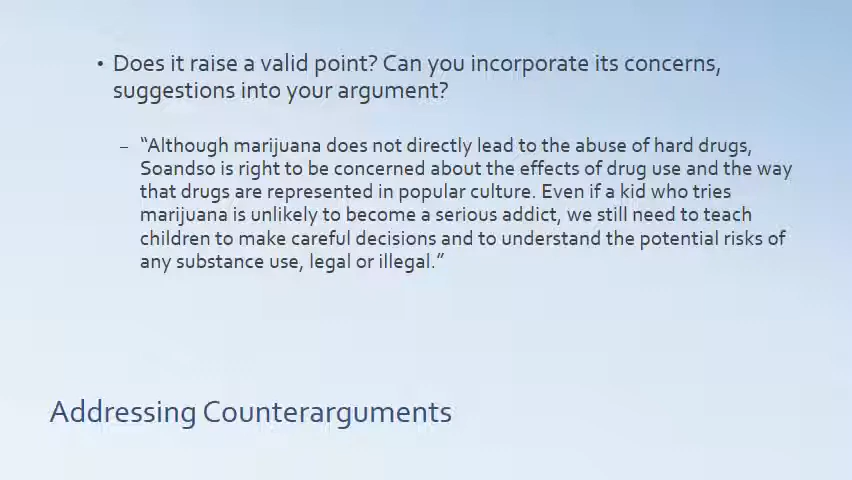 • Does it raise a valid point? Can you incorporate its concerns,
suggestions into your argument?
– “Although marijuana does not directly lead to the abuse of hard drugs,
Soandso is right to be concerned about the effects of drug use and the way
that drugs are represented in popular culture. Even if a kid who tries
marijuana is unlikely to become a serious addict, we still need to teach
children to make careful decisions and to understand the potential risks of
any substance use, legal or illegal.”
Addressing Counterarguments